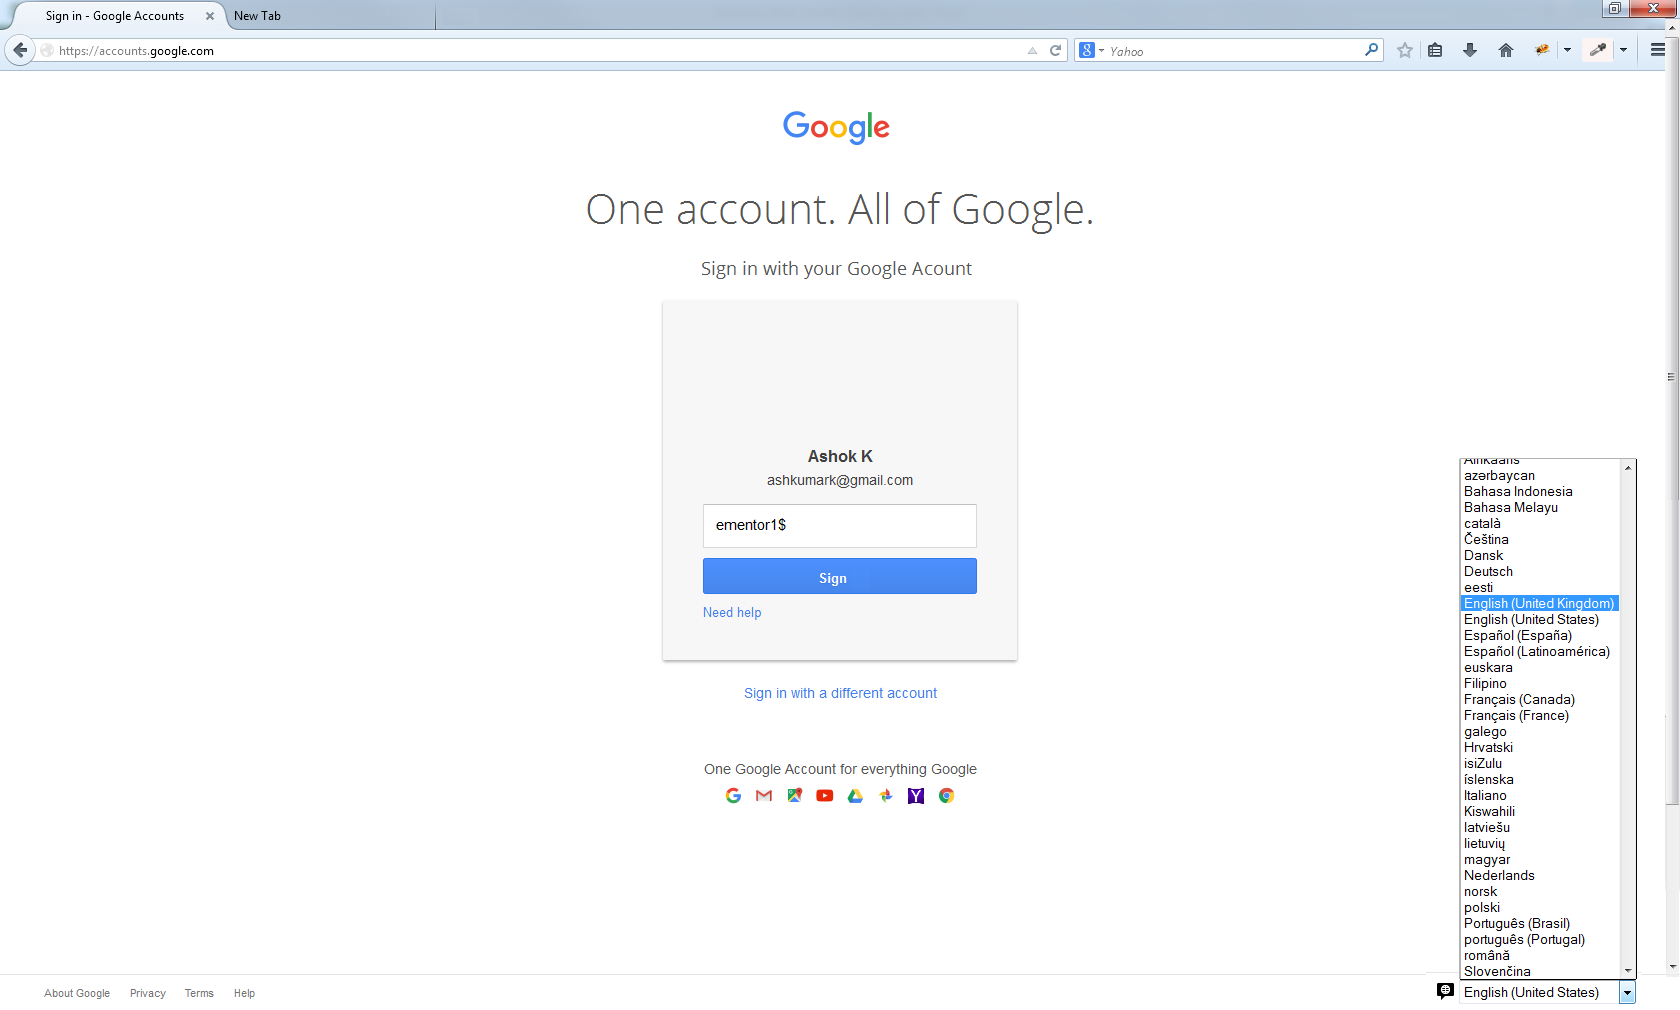 Sign in - Google Accounts
New Tab
https://accounts.google.com
Yahoo
Google
One account. All of Google.
Sign in with your Google Acount
Ashok K
ashkumark@gmail.com
ementor1$
Sign
Need help
Sign in with a different account
One Google Account for everything Google
Afrikaans
azərbaycan
Bahasa Indonesia
Bahasa Melayu
català
Čeština
Dansk
Deutsch
eesti
English (United Kingdom)
English (United States)
Español (España)
Español (Latinoamérica)
euskara
Filipino
Français (Canada)
Français (France)
galego
Hrvatski
isiZulu
íslenska
Italiano
Kiswahili
latviešu
lietuvių
magyar
Nederlands
norsk
polski
Português (Brasil)
português (Portugal)
română
Slovenčina
About Google
Privacy
Terms
Help
English (United States)